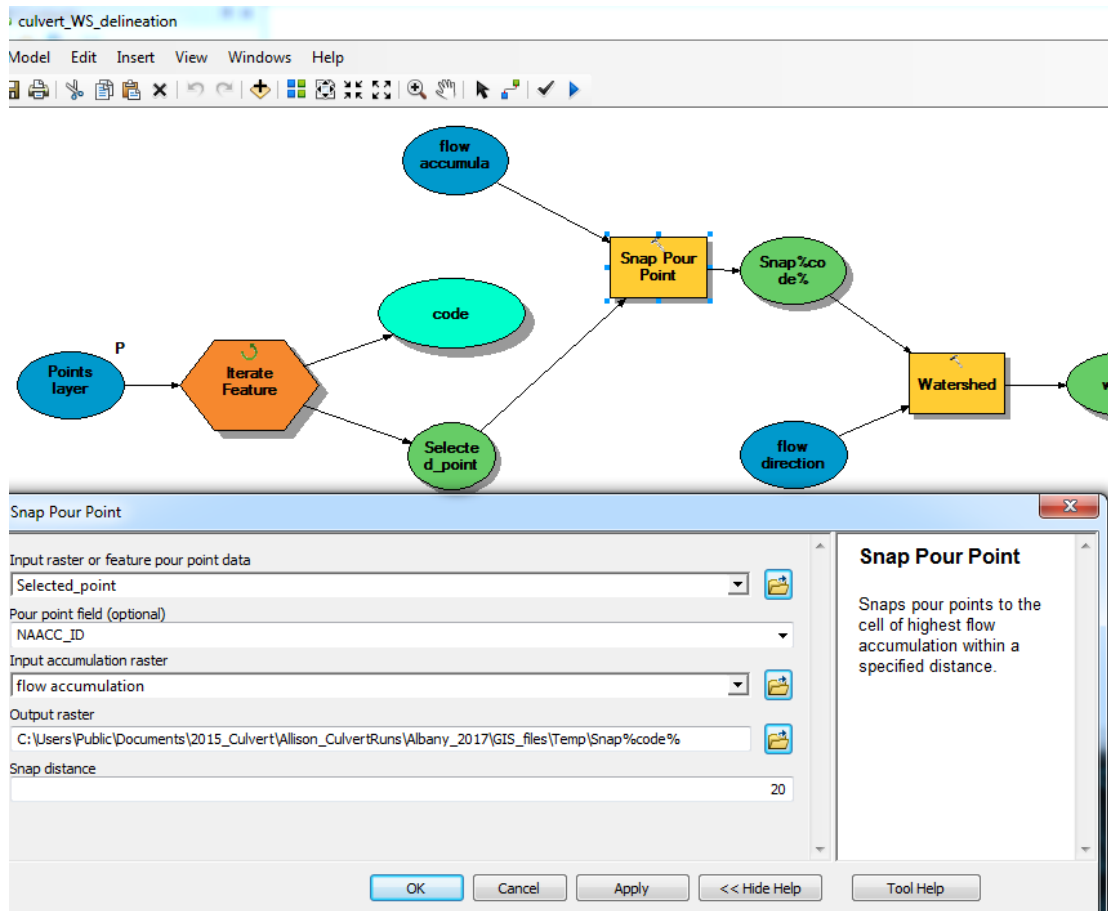 culvert_WS_delineation
Model Edit Insert View Windows Help
flow
accumula
Snap Pour
Point
Snap%co
de%
code
P
Points
layer
Iterate
Feature
Watershed
Selecte
d_point
flow
direction
Snap Pour Point
Input raster or feature pour point data
Selected_point
Pour point field (optional)
NAACC_ID
Input accumulation raster
flow accumulation
Output raster
C:\Users\Public\Documents\2015_Culvert\Allison_CulvertRuns\Albany_2017\GIS_files\Temp\Snap%code%
Snap distance
20
Snap Pour Point
Snaps pour points to the
cell of highest flow
accumulation within a
specified distance.
OK Cancel Apply << Hide Help Tool Help